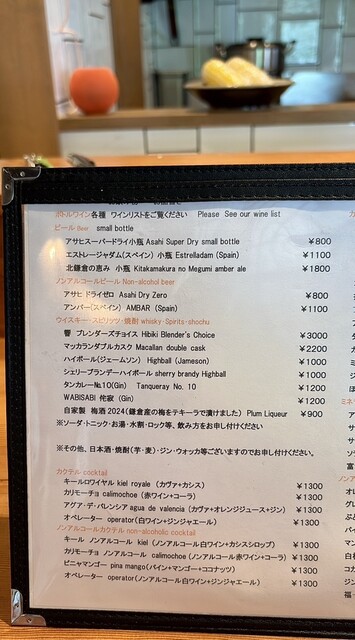 ボトルワイン各種 ワインリストをご覧ください Please See our wine list
ビール Beer small bottle
アサヒスーパードライ小瓶 Asahi Super Dry small bottle ¥800
エストレージャダム(スペイン) 小瓶 Estrelladam (Spain) ¥1100
北鎌倉の恵み 小瓶 Kitakamakura no Megumi amber ale ¥1800
ノンアルコールビール Non-alcohol beer
アサヒ ドライゼロ Asahi Dry Zero ¥800
アンバー(スペイン) AMBAR (Spain) ¥1100
ウイスキー・スピリッツ・焼酎 whisky・Spirits・shochu
響 ブレンダーズチョイス Hibiki Blender's Choice ¥3000
マッカランダブルカスク Macallan double cask ¥2200
ハイボール(ジェームソン) Highball (Jameson) ¥1000
シェリーブランデーハイボール sherry brandy Highball ¥1000
タンカレー№10(Gin) Tanqueray No. 10 ¥1200
WABISABI 侘寂 (Gin) ¥1200
自家製 梅酒 2024(鎌倉産の梅をテキーラで漬けました) Plum Liqueur ¥900
※ソーダ・トニック・お湯・水割・ロック等、飲み方をお申し付けください
※その他、日本酒・焼酎(芋・麦)・ジン・ウォッカ等ございますのでお申し付けください。
カクテル cocktail
キールロワイヤル kiel royale (カヴァ+カシス) ¥1300
カリモーチョ calimochoe (赤ワイン+コーラ) ¥1300
アグア・デ・バレンシア agua de valencia (カヴァ+オレンジジュース+ジン) ¥1300
オペレーター operator(白ワイン+ジンジャエール) ¥1300
ノンアルコールカクテル non-alcoholic cocktail
キール ノンアルコール kiel (ノンアルコール白ワイン+カシスシロップ) ¥1300
カリモーチョ ノンアルコール calimochoe (ノンアルコール赤ワイン+コーラ) ¥1300
ピニャマンゴー pina mango(パイン+マンゴー+ココナッツ) ¥1300
オペレーター operator (ノンアルコール白ワイン+ジンジャエール) ¥1300